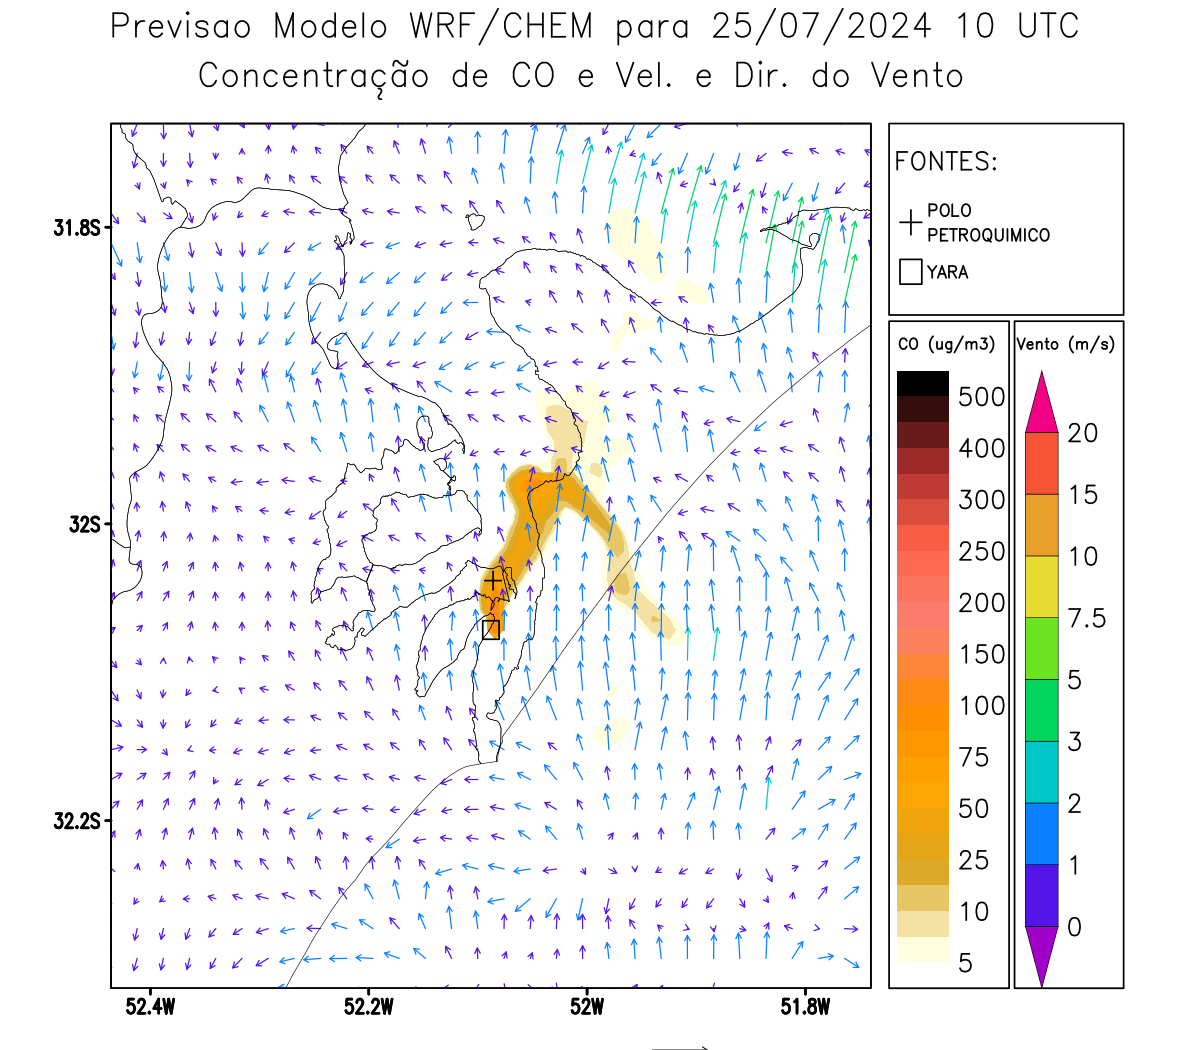 Previsao Modelo WRF/CHEM para 25/07/2024 10 UTC
Concentração de CO e Vel. e Dir. do Vento
FONTES:
POLO
PETROQUIMICO
YARA
CO (ug/m3)
500
400
300
250
200
150
100
75
50
25
10
5
Vento (m/s)
20
15
10
7.5
5
3
2
1
0
31.8S
32S
32.2S
52.4W
52.2W
52W
51.8W